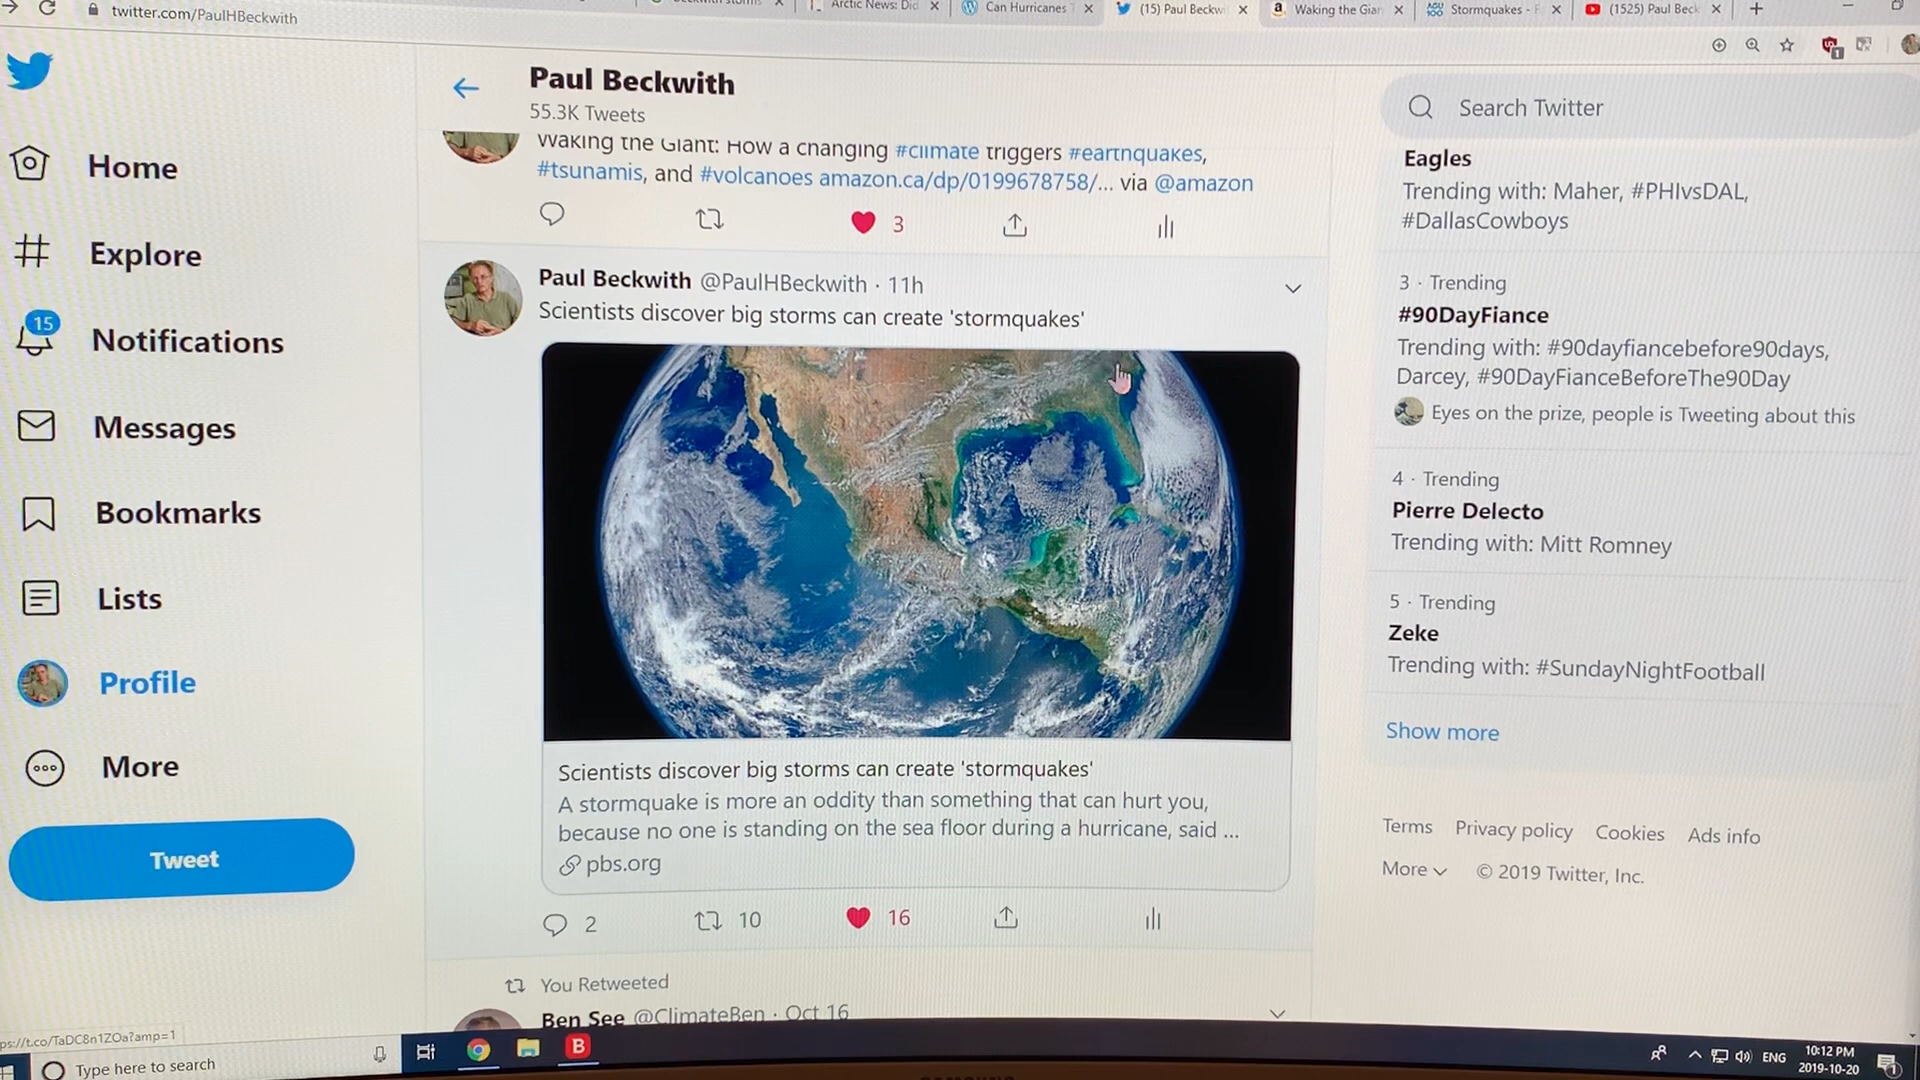 Arctic News: Did
Can Hurricanes
(15) Paul Beckwi
Waking the Gian
Stormquakes -
(1525) Paul Beck
twitter.com/PaulHBeckwith
Paul Beckwith
55.3K Tweets
Home
Explore
15
Notifications
Messages
Bookmarks
Lists
Profile
More
Tweet
Waking the Giant: How a changing #climate triggers #earthquakes,
#tsunamis, and #volcanoes amazon.ca/dp/0199678758/... via @amazon
3
Paul Beckwith @PaulHBeckwith · 11h
Scientists discover big storms can create 'stormquakes'
Scientists discover big storms can create 'stormquakes'
A stormquake is more an oddity than something that can hurt you,
because no one is standing on the sea floor during a hurricane, said ...
pbs.org
2 10 16
You Retweeted
Ben See @ClimateBen · Oct 16
Search Twitter
Eagles
Trending with: Maher, #PHIvsDAL,
#DallasCowboys
3 · Trending
#90DayFiance
Trending with: #90dayfiancebefore90days,
Darcey, #90DayFianceBeforeThe90Day
Eyes on the prize, people is Tweeting about this
4 · Trending
Pierre Delecto
Trending with: Mitt Romney
5 · Trending
Zeke
Trending with: #SundayNightFootball
Show more
Terms Privacy policy Cookies Ads info
More © 2019 Twitter, Inc.
ps://t.co/TaDC8n1ZOa?amp=1
Type here to search
B
ENG
10:12 PM
2019-10-20
1